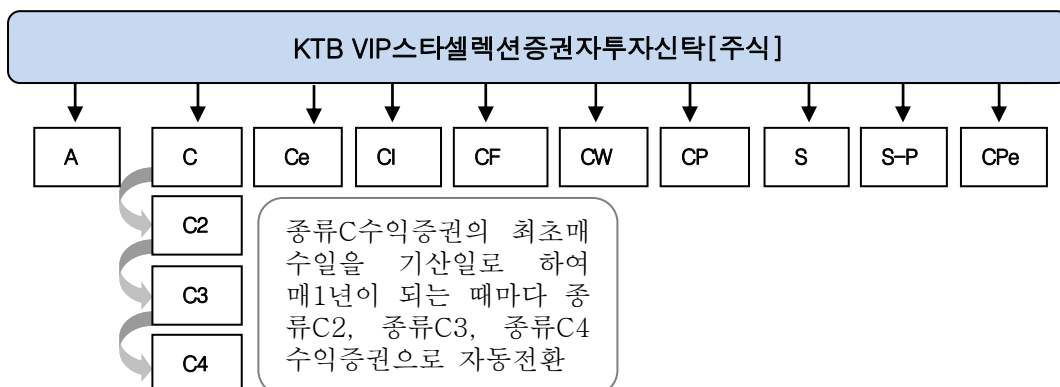 KTB VIP스타셀렉션증권자투자신탁[주식]
A
C
Ce
CI
CF
CW
CP
S
S-P
CPe
C2
C3
C4
종류C수익증권의 최초매
수일을 기산일로 하여
매1년이 되는 때마다 종
류C2, 종류C3, 종류C4
수익증권으로 자동전환